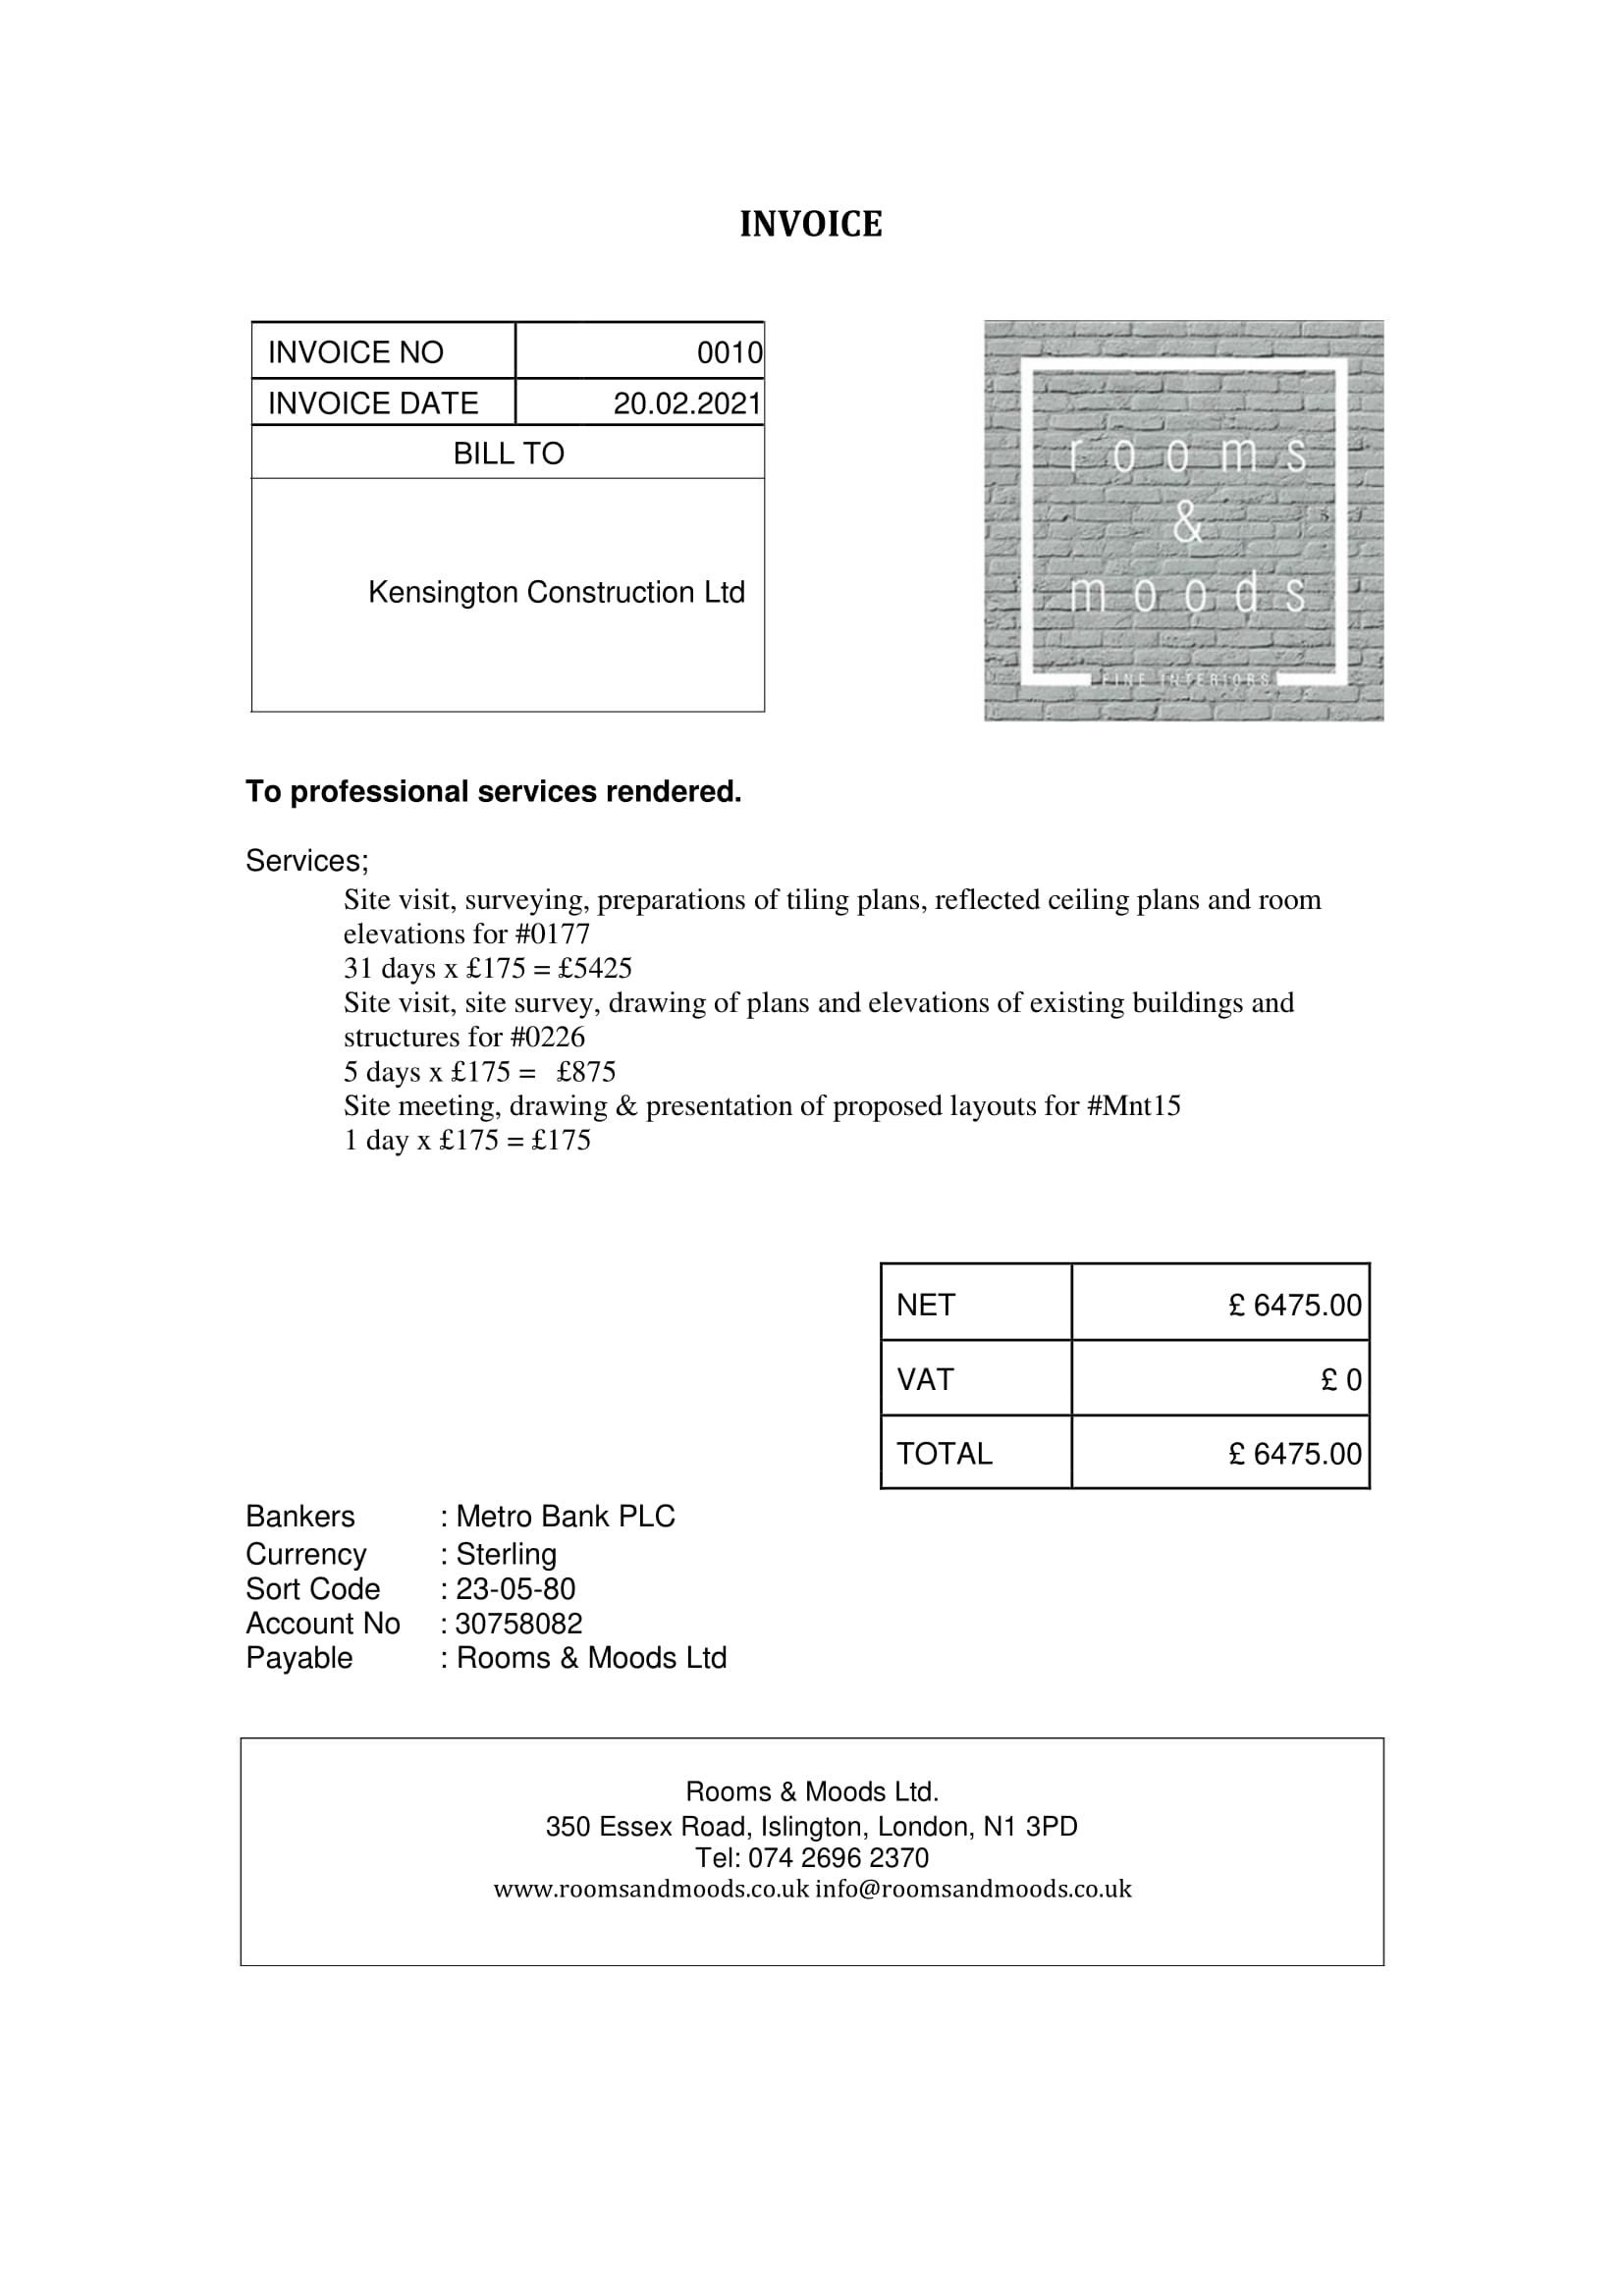 INVOICE
INVOICE NO 0010
INVOICE DATE 20.02.2021
BILL TO
Kensington Construction Ltd
rooms
&
moods
FINE INTERIORS
To professional services rendered.
Services;
Site visit, surveying, preparations of tiling plans, reflected ceiling plans and room
elevations for #0177
31 days x £175 = £5425
Site visit, site survey, drawing of plans and elevations of existing buildings and
structures for #0226
5 days x £175 = £875
Site meeting, drawing & presentation of proposed layouts for #Mnt15
1 day x £175 = £175
NET £ 6475.00
VAT £ 0
TOTAL £ 6475.00
Bankers : Metro Bank PLC
Currency : Sterling
Sort Code : 23-05-80
Account No : 30758082
Payable : Rooms & Moods Ltd
Rooms & Moods Ltd.
350 Essex Road, Islington, London, N1 3PD
Tel: 074 2696 2370
www.roomsandmoods.co.uk info@roomsandmoods.co.uk